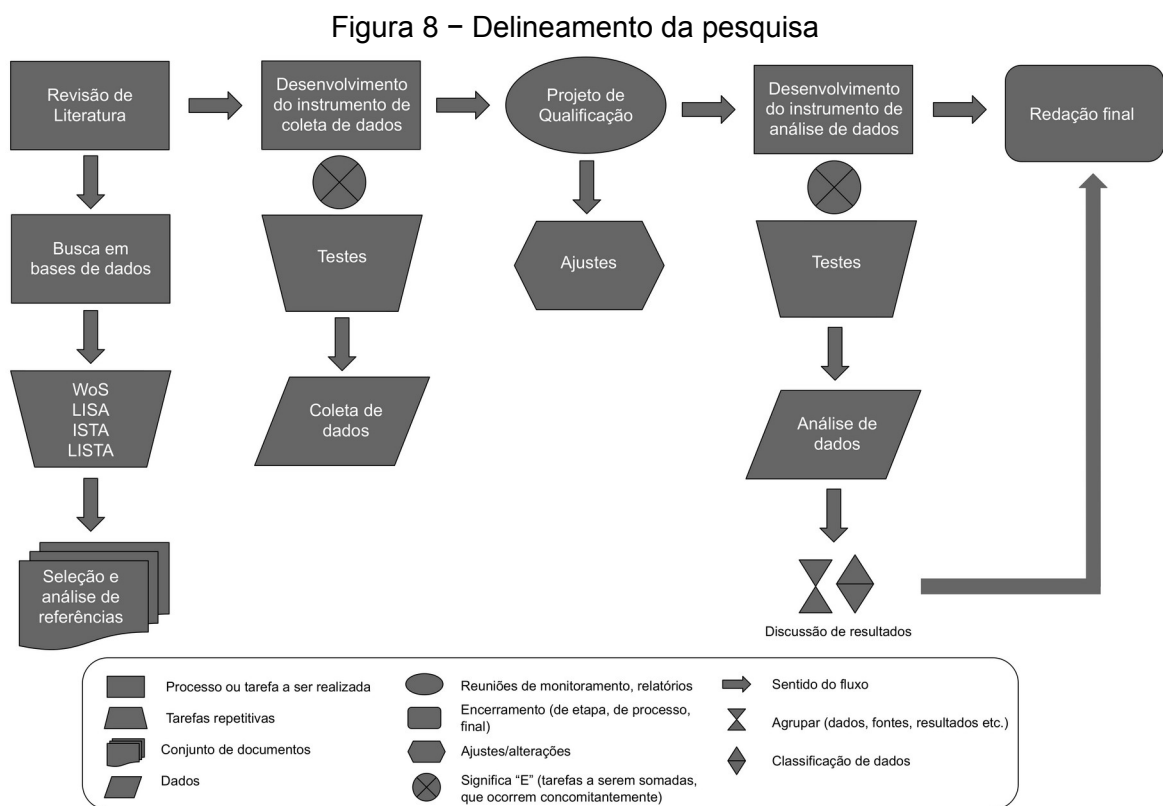 Figura 8 − Delineamento da pesquisa
Revisão de
Literatura
Desenvolvimento
do instrumento de
coleta de dados
Projeto de
Qualificação
Desenvolvimento
do instrumento de
análise de dados
Redação final
Busca em
bases de dados
Testes
Ajustes
Testes
WoS
LISA
ISTA
LISTA
Coleta de
dados
Análise de
dados
Seleção e
análise de
referências
Discussão de resultados
Processo ou tarefa a ser realizada
Tarefas repetitivas
Conjunto de documentos
Dados
Reuniões de monitoramento, relatórios
Encerramento (de etapa, de processo,
final)
Ajustes/alterações
Significa “E” (tarefas a serem somadas,
que ocorrem concomitantemente)
Sentido do fluxo
Agrupar (dados, fontes, resultados etc.)
Classificação de dados